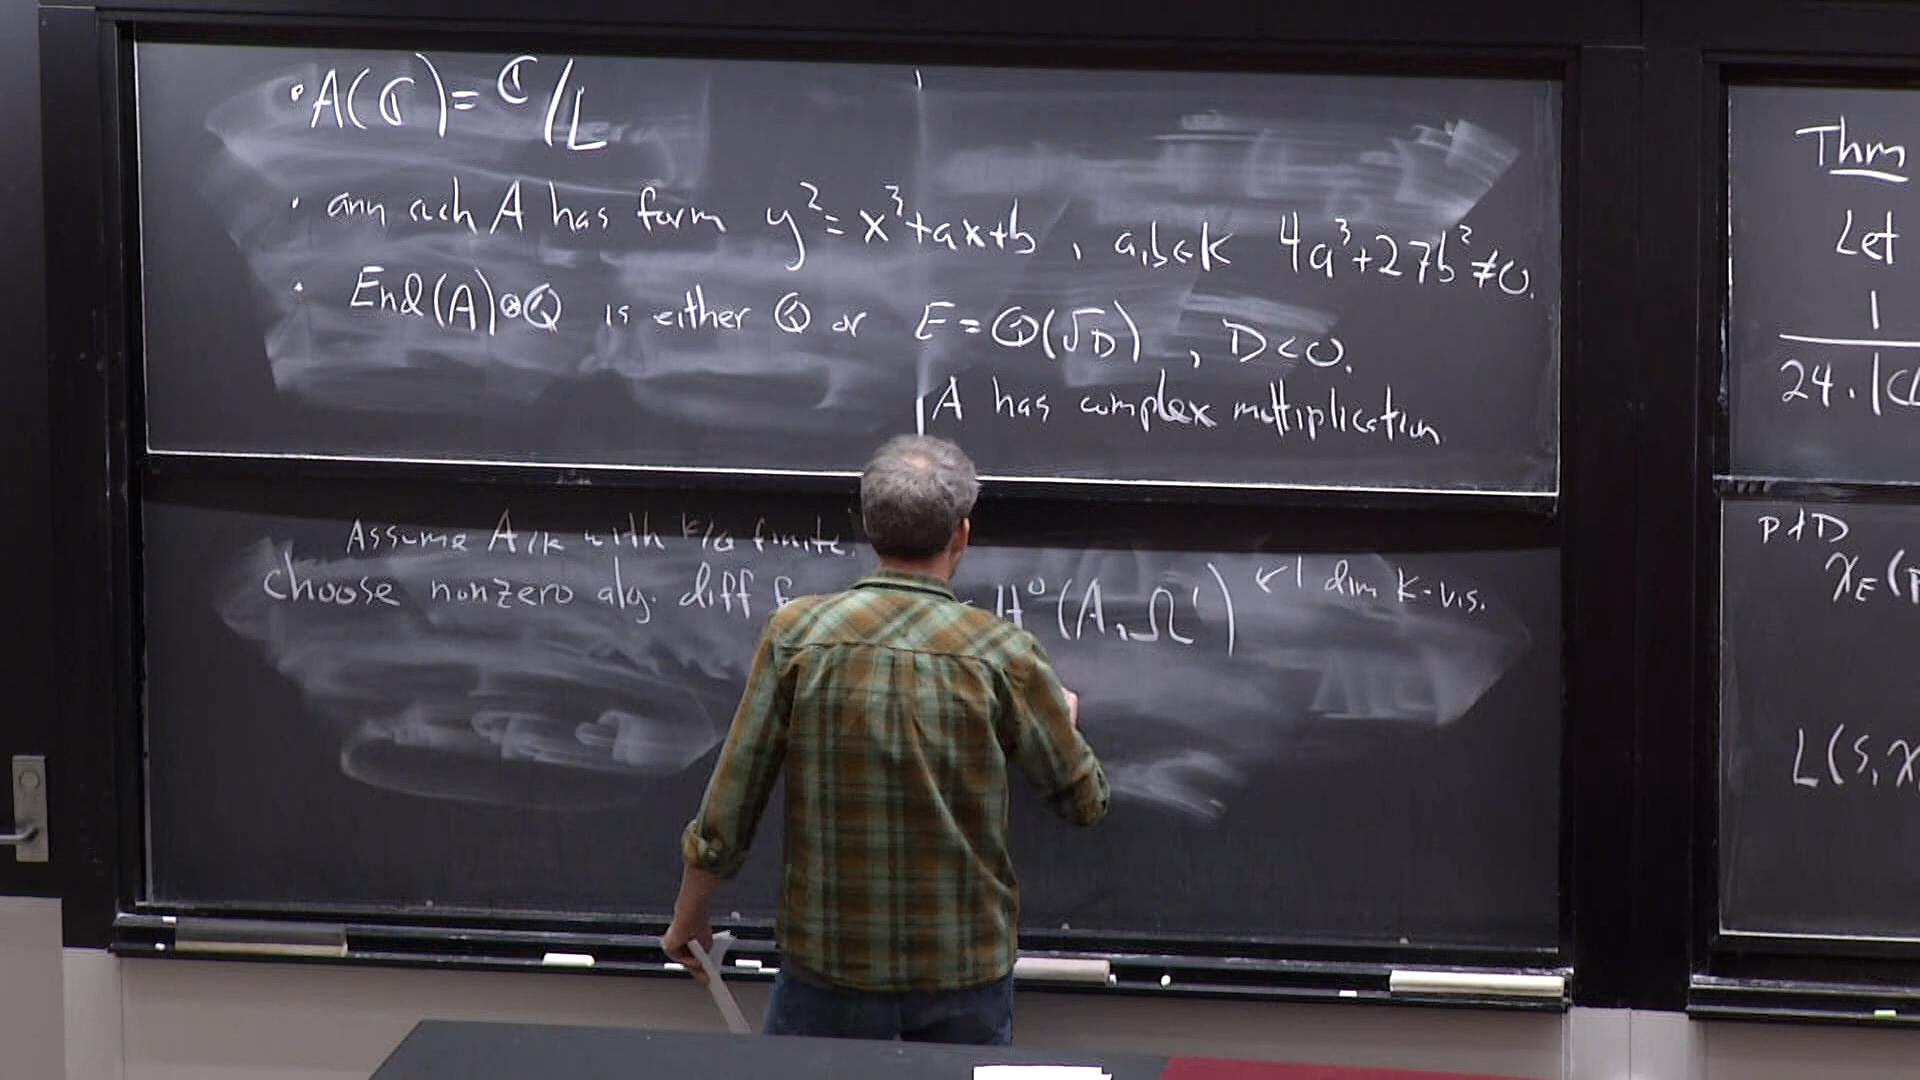 • A(ℂ) = ℂ/L
• any such A has form y² = x³+ax+b , a,b∈K 4a³+27b² ≠ 0.
• End(A)⊗ℚ is either ℚ or E = ℚ(√D) , D<0.
A has complex multiplication
Assume A/K with K/ℚ finite.
Choose nonzero alg. diff H⁰(A, Ω¹) ← 1 dim K-v.s.
Thm
Let
1
24·|Cl
P∤D
χ_E(p
L(s, χ